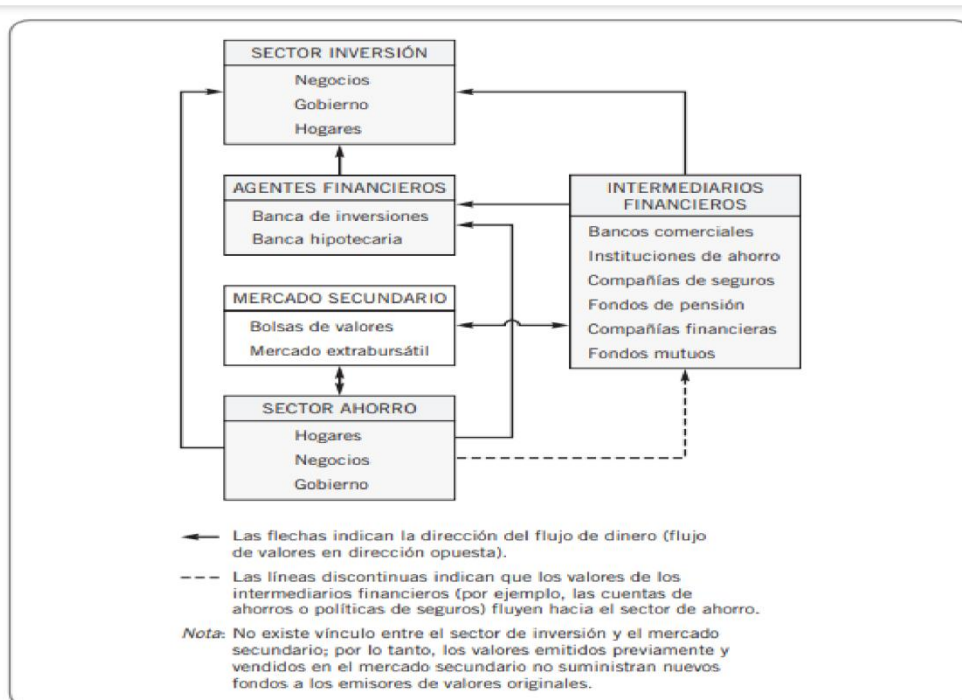 SECTOR INVERSIÓN
Negocios
Gobierno
Hogares
AGENTES FINANCIEROS
Banca de inversiones
Banca hipotecaria
INTERMEDIARIOS
FINANCIEROS
Bancos comerciales
Instituciones de ahorro
Compañías de seguros
Fondos de pensión
Compañías financieras
Fondos mutuos
MERCADO SECUNDARIO
Bolsas de valores
Mercado extrabursátil
SECTOR AHORRO
Hogares
Negocios
Gobierno
Las flechas indican la dirección del flujo de dinero (flujo
de valores en dirección opuesta).
Las líneas discontinuas indican que los valores de los
intermediarios financieros (por ejemplo, las cuentas de
ahorros o políticas de seguros) fluyen hacia el sector de ahorro.
Nota: No existe vínculo entre el sector de inversión y el mercado
secundario; por lo tanto, los valores emitidos previamente y
vendidos en el mercado secundario no suministran nuevos
fondos a los emisores de valores originales.